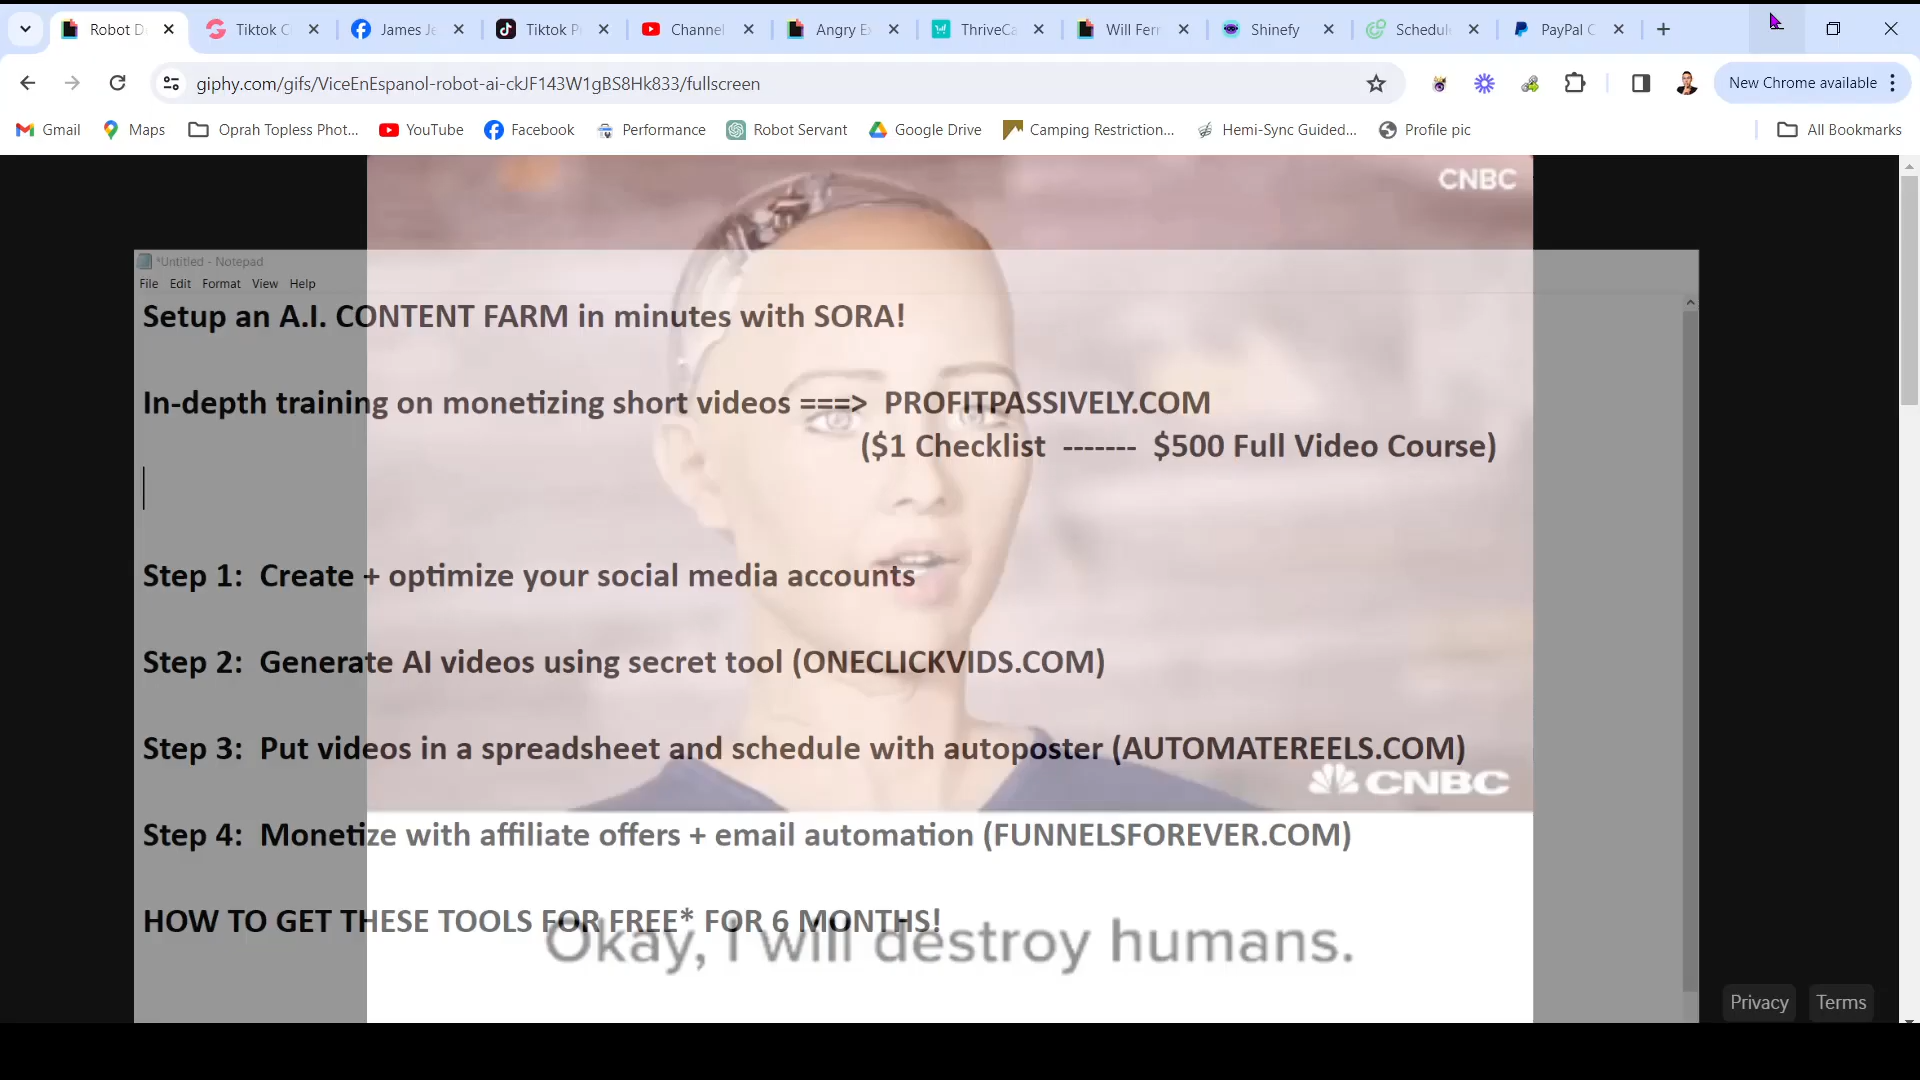 Robot D
Tiktok C
James Je
Tiktok P
Channel
Angry E
ThriveCa
Will Ferr
Shinefy
Schedul
PayPal C
giphy.com/gifs/ViceEnEspanol-robot-ai-ckJF143W1gBS8Hk833/fullscreen
New Chrome available
Gmail
Maps
Oprah Topless Phot...
YouTube
Facebook
Performance
Robot Servant
Google Drive
Camping Restriction...
Hemi-Sync Guided...
Profile pic
All Bookmarks
CNBC
*Untitled - Notepad
File Edit Format View Help
Setup an A.I. CONTENT FARM in minutes with SORA!
In-depth training on monetizing short videos ===> PROFITPASSIVELY.COM
($1 Checklist ------- $500 Full Video Course)
Step 1: Create + optimize your social media accounts
Step 2: Generate AI videos using secret tool (ONECLICKVIDS.COM)
Step 3: Put videos in a spreadsheet and schedule with autoposter (AUTOMATEREELS.COM)
CNBC
Step 4: Monetize with affiliate offers + email automation (FUNNELSFOREVER.COM)
HOW TO GET THESE TOOLS FOR FREE* FOR 6 MONTHS!
Okay, I will destroy humans.
Privacy
Terms